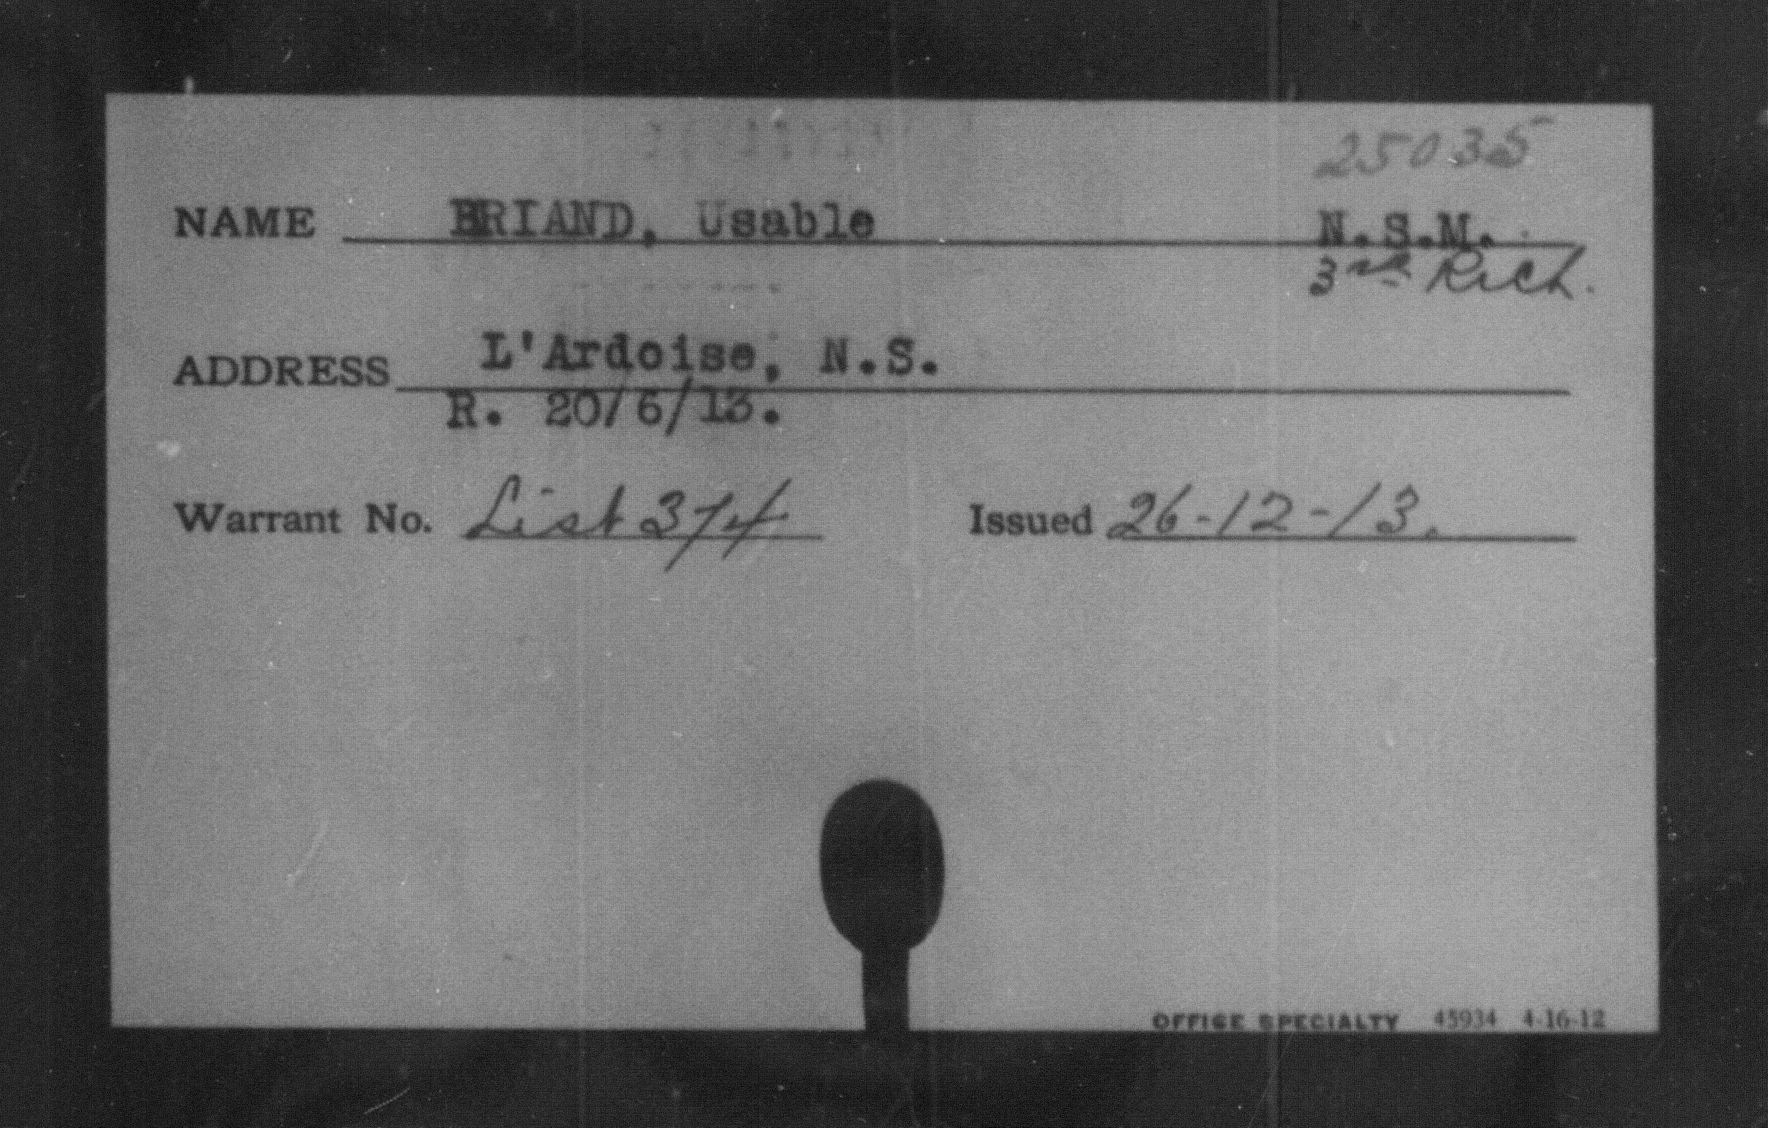 25035
NAME BRIAND, Usable N.S.M.
3rd Rich.
ADDRESS L'Ardoise, N.S.
R. 20/6/13.
Warrant No. List 374 Issued 26-12-13.
OFFICE SPECIALTY 45934 4-16-12